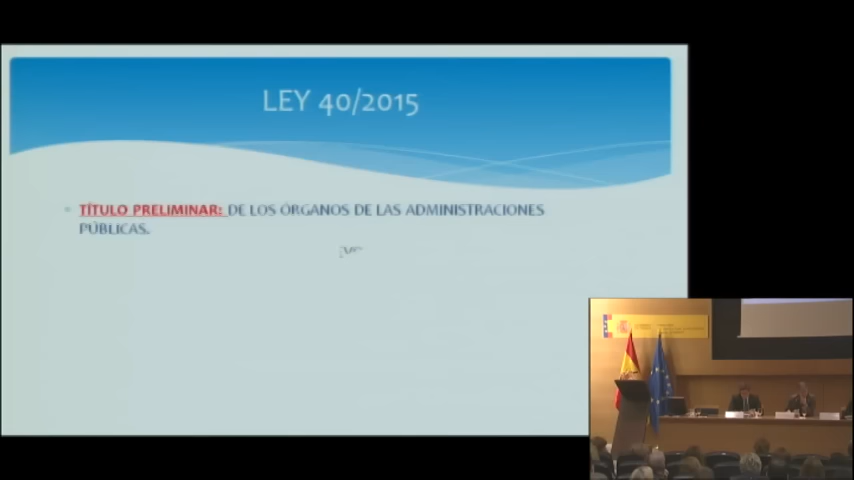 LEY 40/2015
TÍTULO PRELIMINAR: DE LOS ÓRGANOS DE LAS ADMINISTRACIONES
PÚBLICAS.